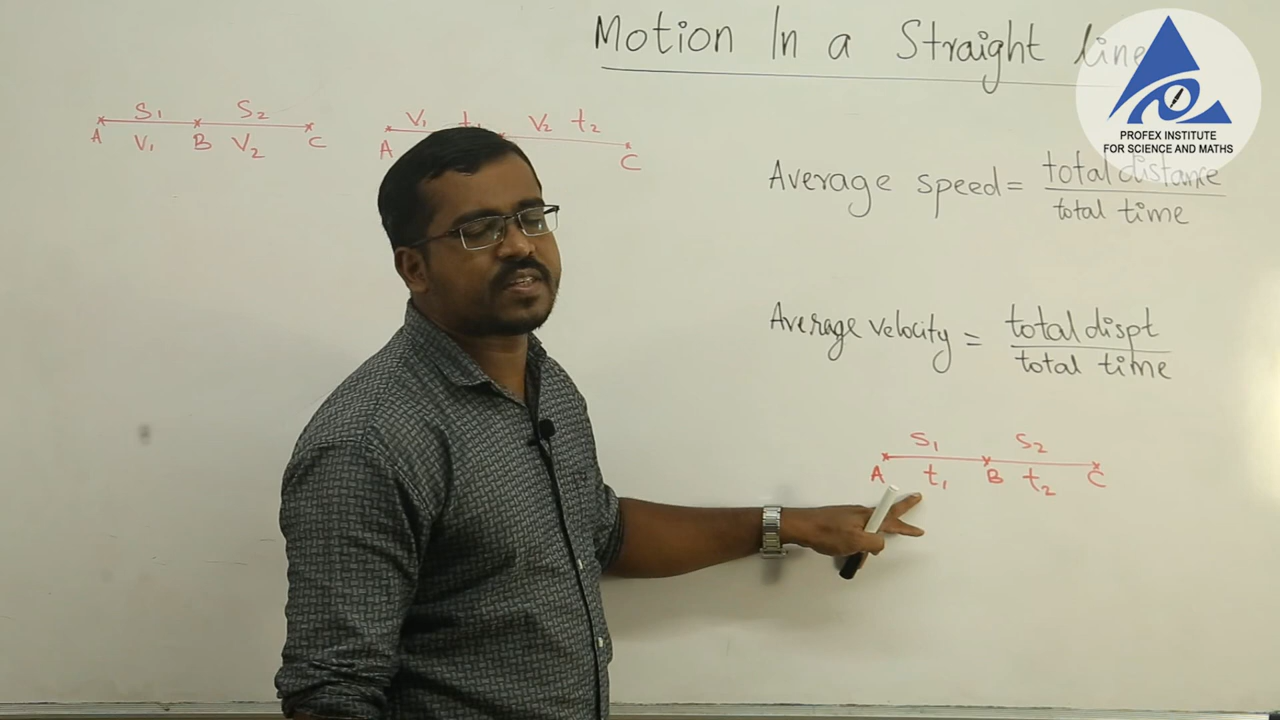 Motion In a Straight line
PROFEX INSTITUTE
FOR SCIENCE AND MATHS
S1 S2
A V1 B V2 C
V1 t1 V2 t2
A C
Average speed = total distance
total time
Average velocity = total dispt
total time
S1 S2
A t1 B t2 C